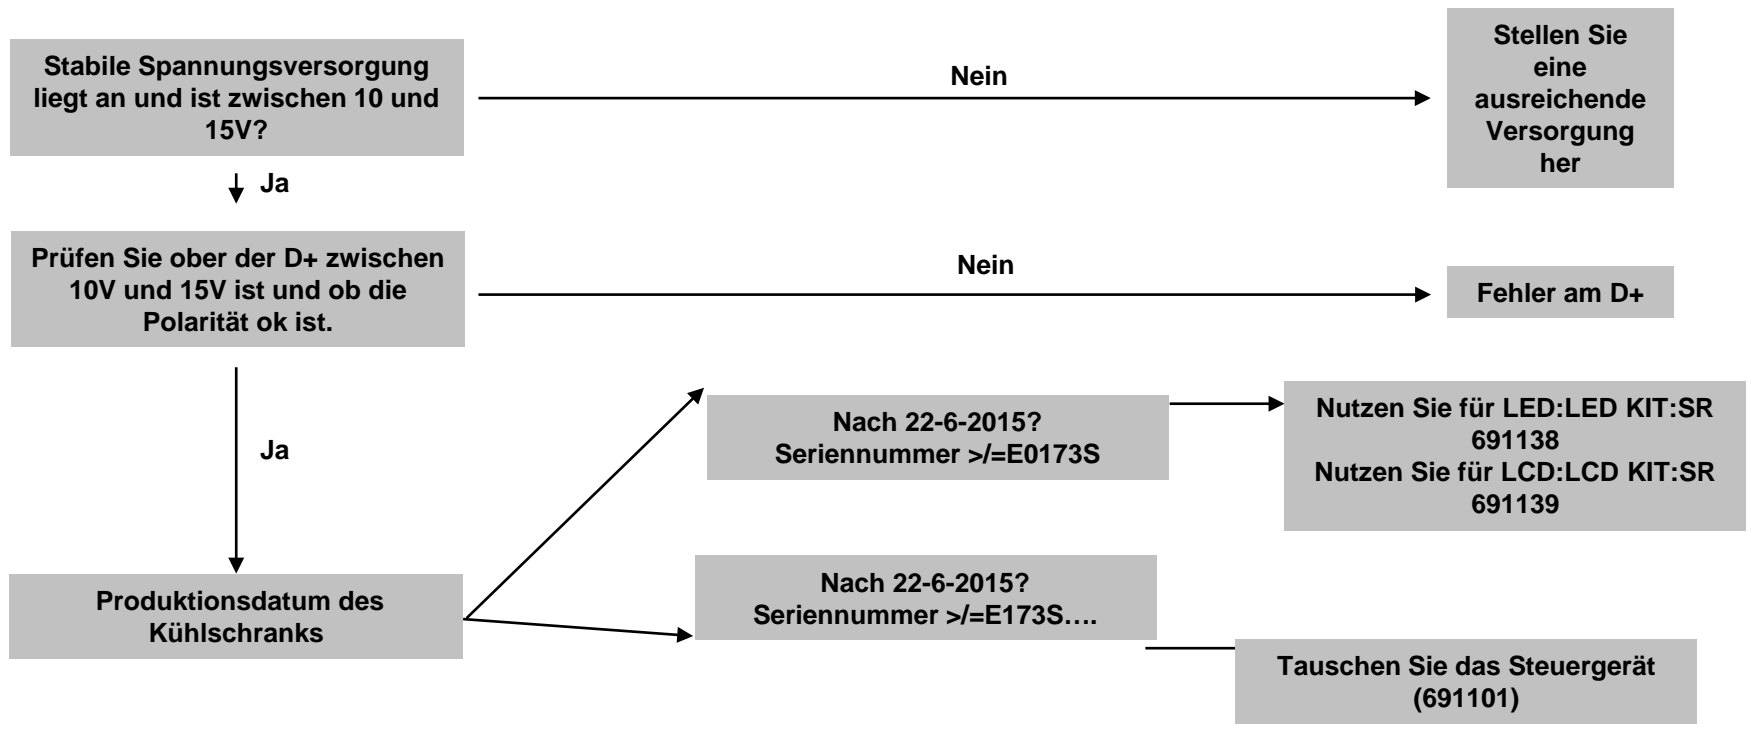 Stabile Spannungsversorgung
liegt an und ist zwischen 10 und
15V?
Nein
Stellen Sie
eine
ausreichende
Versorgung
her
Ja
Prüfen Sie ober der D+ zwischen
10V und 15V ist und ob die
Polarität ok ist.
Nein
Fehler am D+
Ja
Nach 22-6-2015?
Seriennummer >/=E0173S
Nutzen Sie für LED:LED KIT:SR
691138
Nutzen Sie für LCD:LCD KIT:SR
691139
Produktionsdatum des
Kühlschranks
Nach 22-6-2015?
Seriennummer >/=E173S….
Tauschen Sie das Steuergerät
(691101)